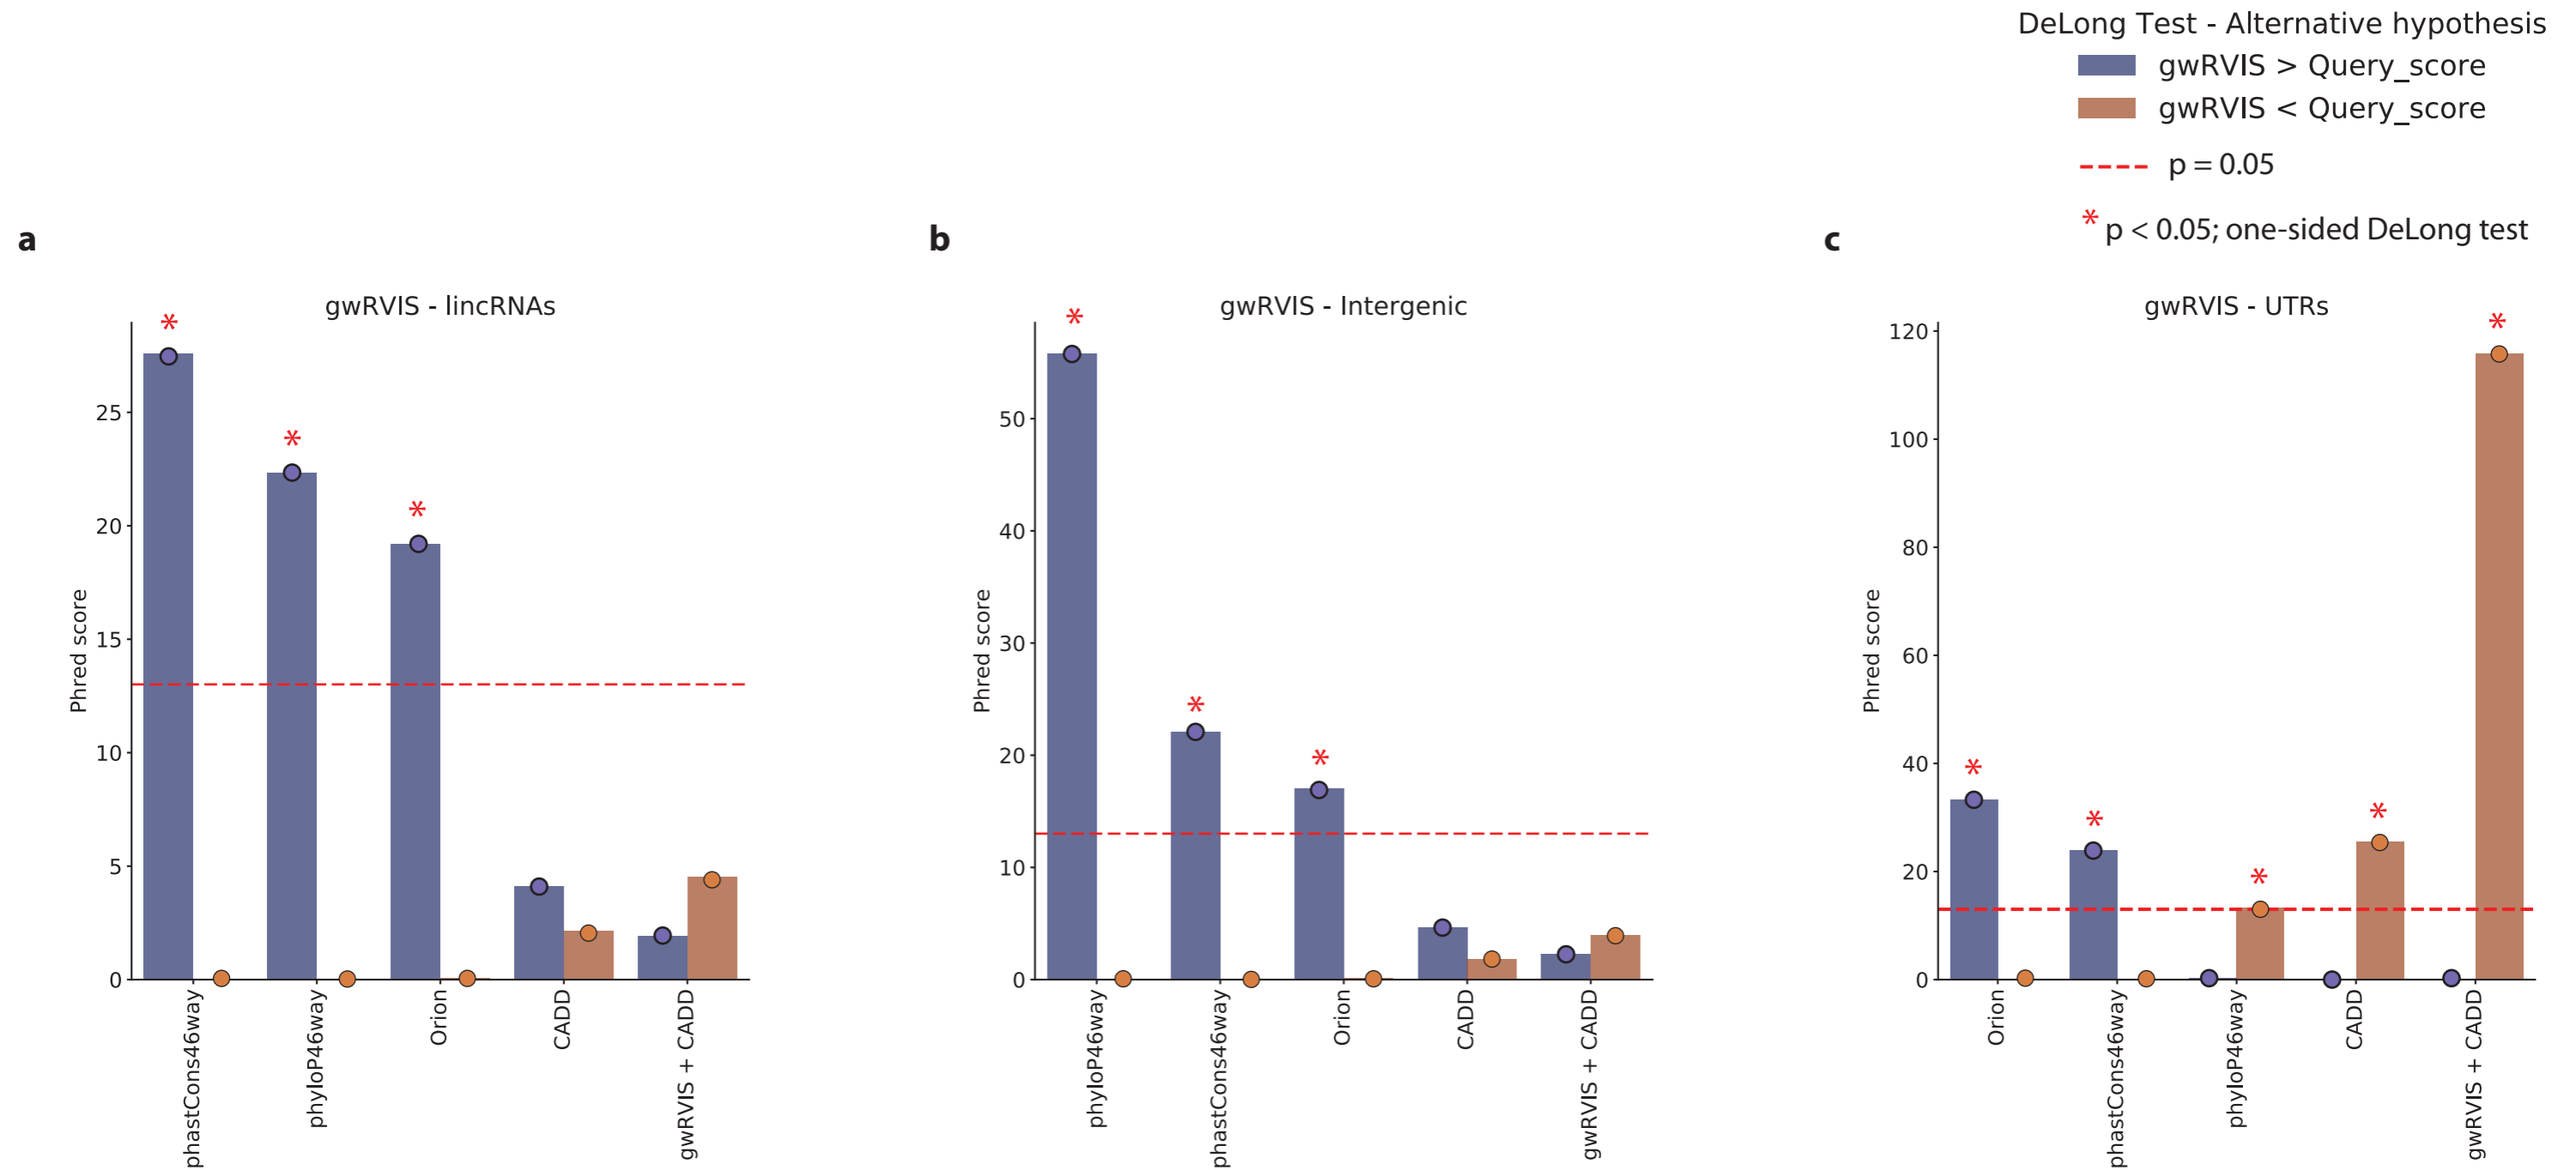 DeLong Test - Alternative hypothesis
gwRVIS > Query_score
gwRVIS < Query_score
p = 0.05
* p < 0.05; one-sided DeLong test
a
gwRVIS - lincRNAs
*
*
*
Phred score
25
20
15
10
5
0
phastCons46way
phyloP46way
Orion
CADD
gwRVIS + CADD
b
gwRVIS - Intergenic
*
*
*
Phred score
50
40
30
20
10
0
phyloP46way
phastCons46way
Orion
CADD
gwRVIS + CADD
c
gwRVIS - UTRs
*
*
*
*
*
Phred score
120
100
80
60
40
20
0
Orion
phastCons46way
phyloP46way
CADD
gwRVIS + CADD